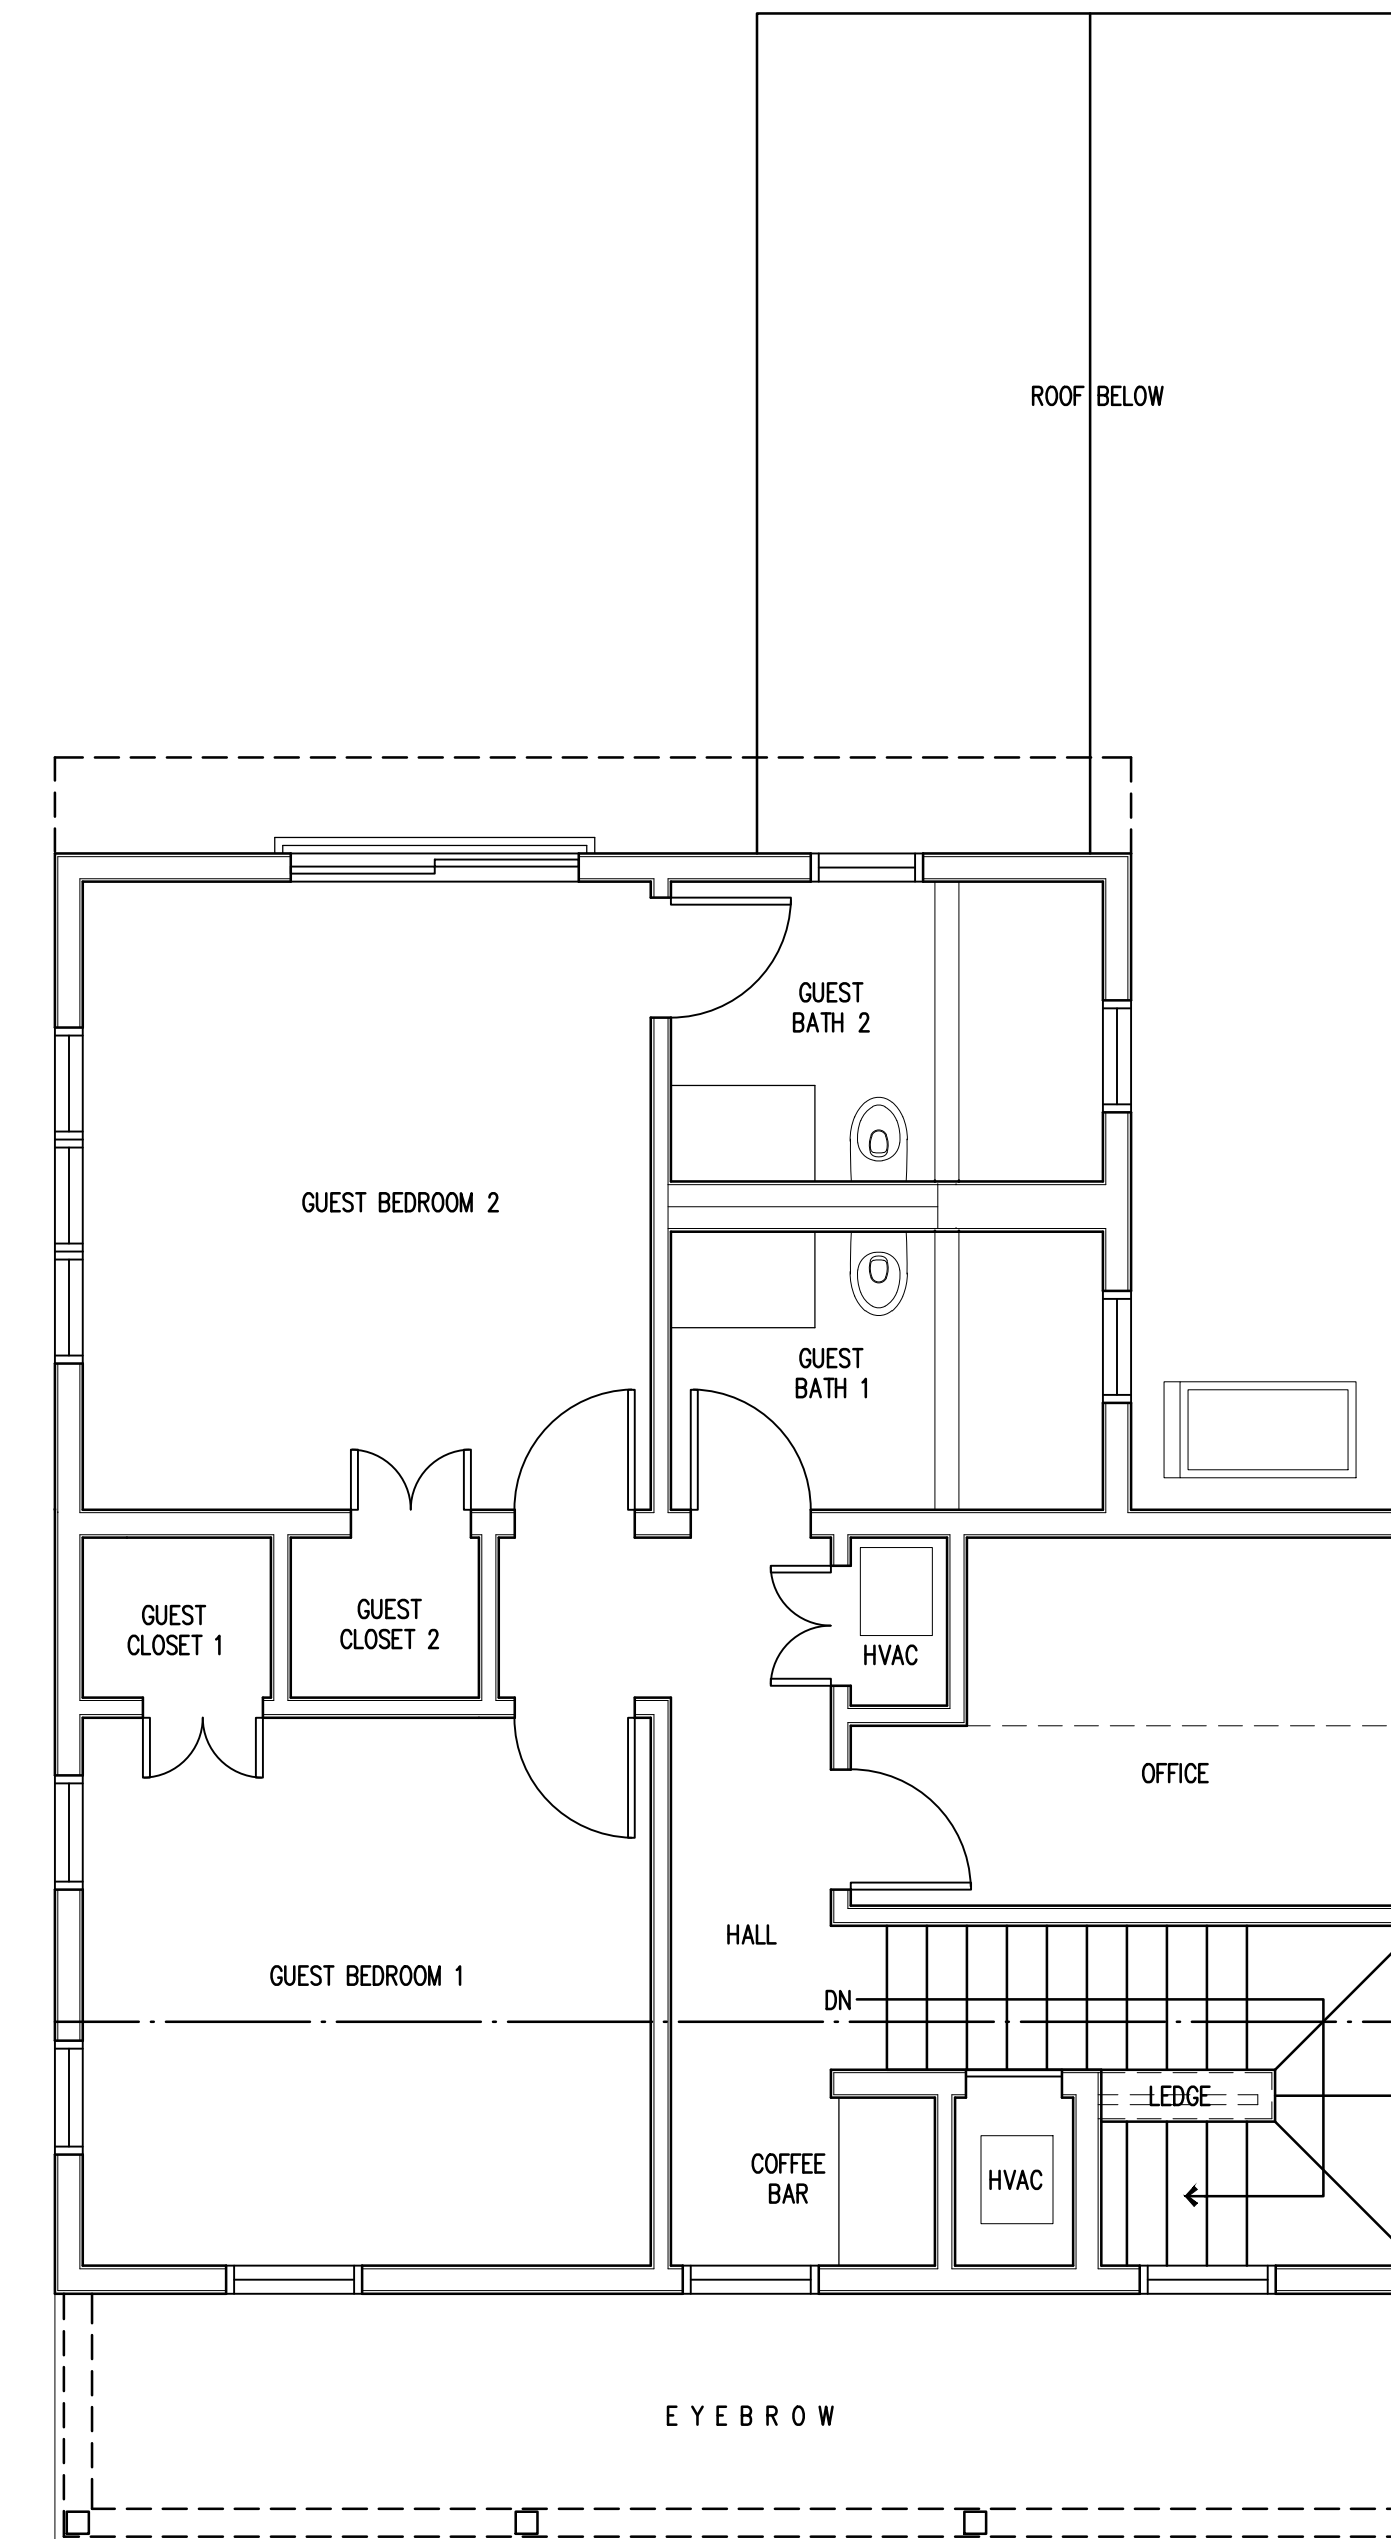 ROOF BELOW
GUEST
BATH 2
GUEST BEDROOM 2
GUEST
BATH 1
GUEST
CLOSET 1
GUEST
CLOSET 2
HVAC
OFFICE
HALL
GUEST BEDROOM 1
DN
LEDGE
COFFEE
BAR
HVAC
EYEBROW